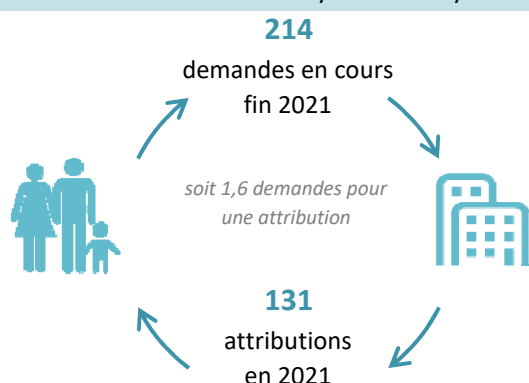 214
demandes en cours
fin 2021
soit 1,6 demandes pour
une attribution
131
attributions
en 2021